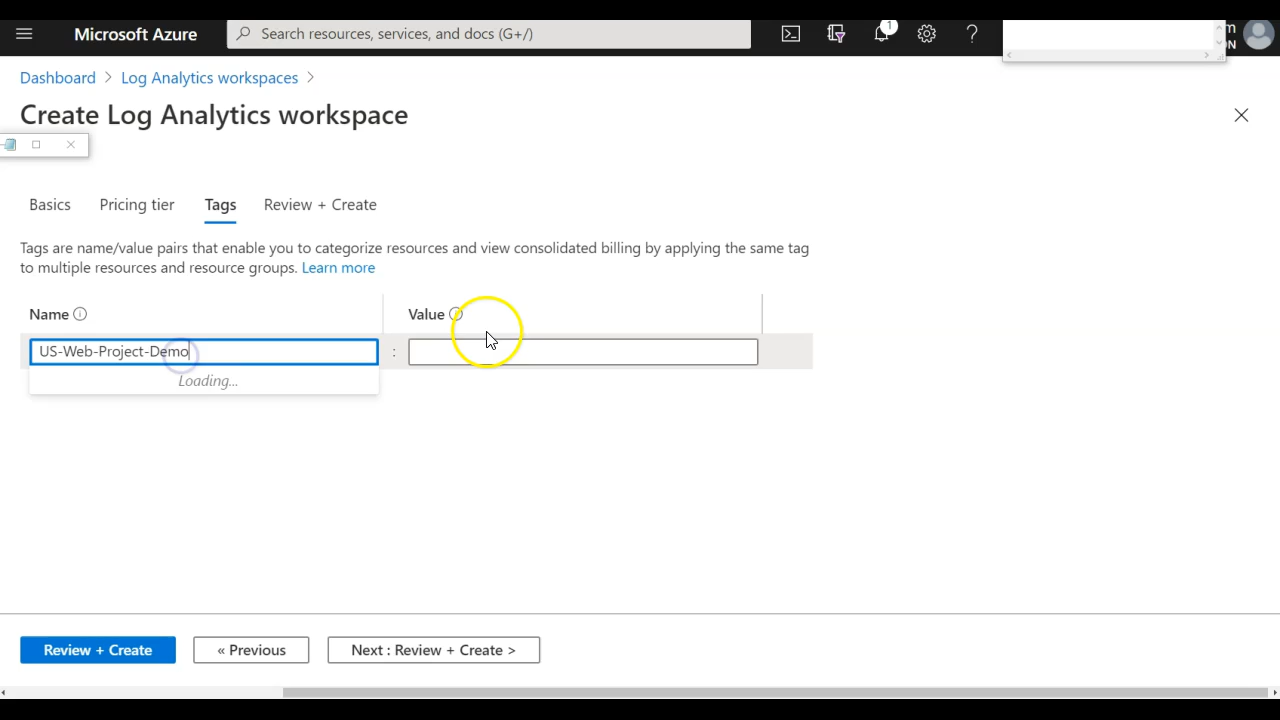 Microsoft Azure
Search resources, services, and docs (G+/)
1
m
ON
Dashboard > Log Analytics workspaces >
Create Log Analytics workspace
Basics
Pricing tier
Tags
Review + Create
Tags are name/value pairs that enable you to categorize resources and view consolidated billing by applying the same tag
to multiple resources and resource groups. Learn more
Name
Value
US-Web-Project-Demo
:
Loading...
Review + Create
« Previous
Next : Review + Create >